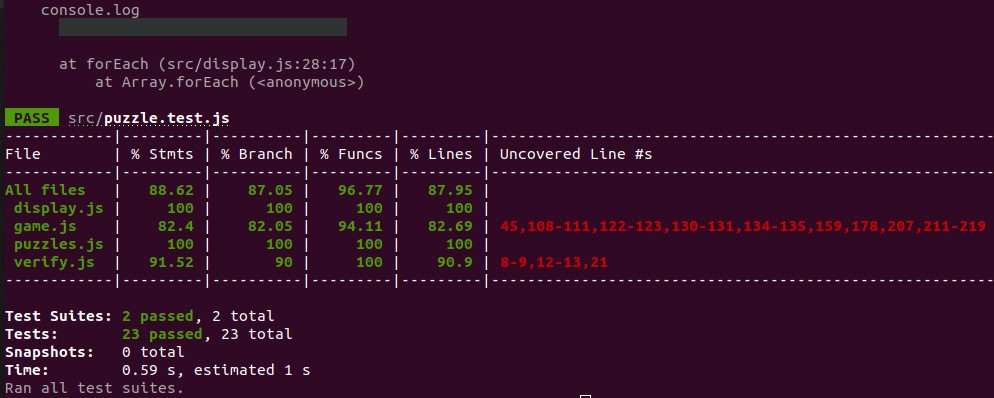 console.log
at forEach (src/display.js:28:17)
at Array.forEach (<anonymous>)
PASS src/puzzle.test.js
------------|---------|----------|---------|---------|--------------------------------------------------------
File        | % Stmts | % Branch | % Funcs | % Lines | Uncovered Line #s
------------|---------|----------|---------|---------|--------------------------------------------------------
All files   |   88.62 |    87.05 |   96.77 |   87.95 |
 display.js |     100 |      100 |     100 |     100 |
 game.js    |    82.4 |    82.05 |   94.11 |   82.69 | 45,108-111,122-123,130-131,134-135,159,178,207,211-219
 puzzles.js |     100 |      100 |     100 |     100 |
 verify.js  |   91.52 |       90 |     100 |    90.9 | 8-9,12-13,21
------------|---------|----------|---------|---------|--------------------------------------------------------
Test Suites: 2 passed, 2 total
Tests:       23 passed, 23 total
Snapshots:   0 total
Time:        0.59 s, estimated 1 s
Ran all test suites.